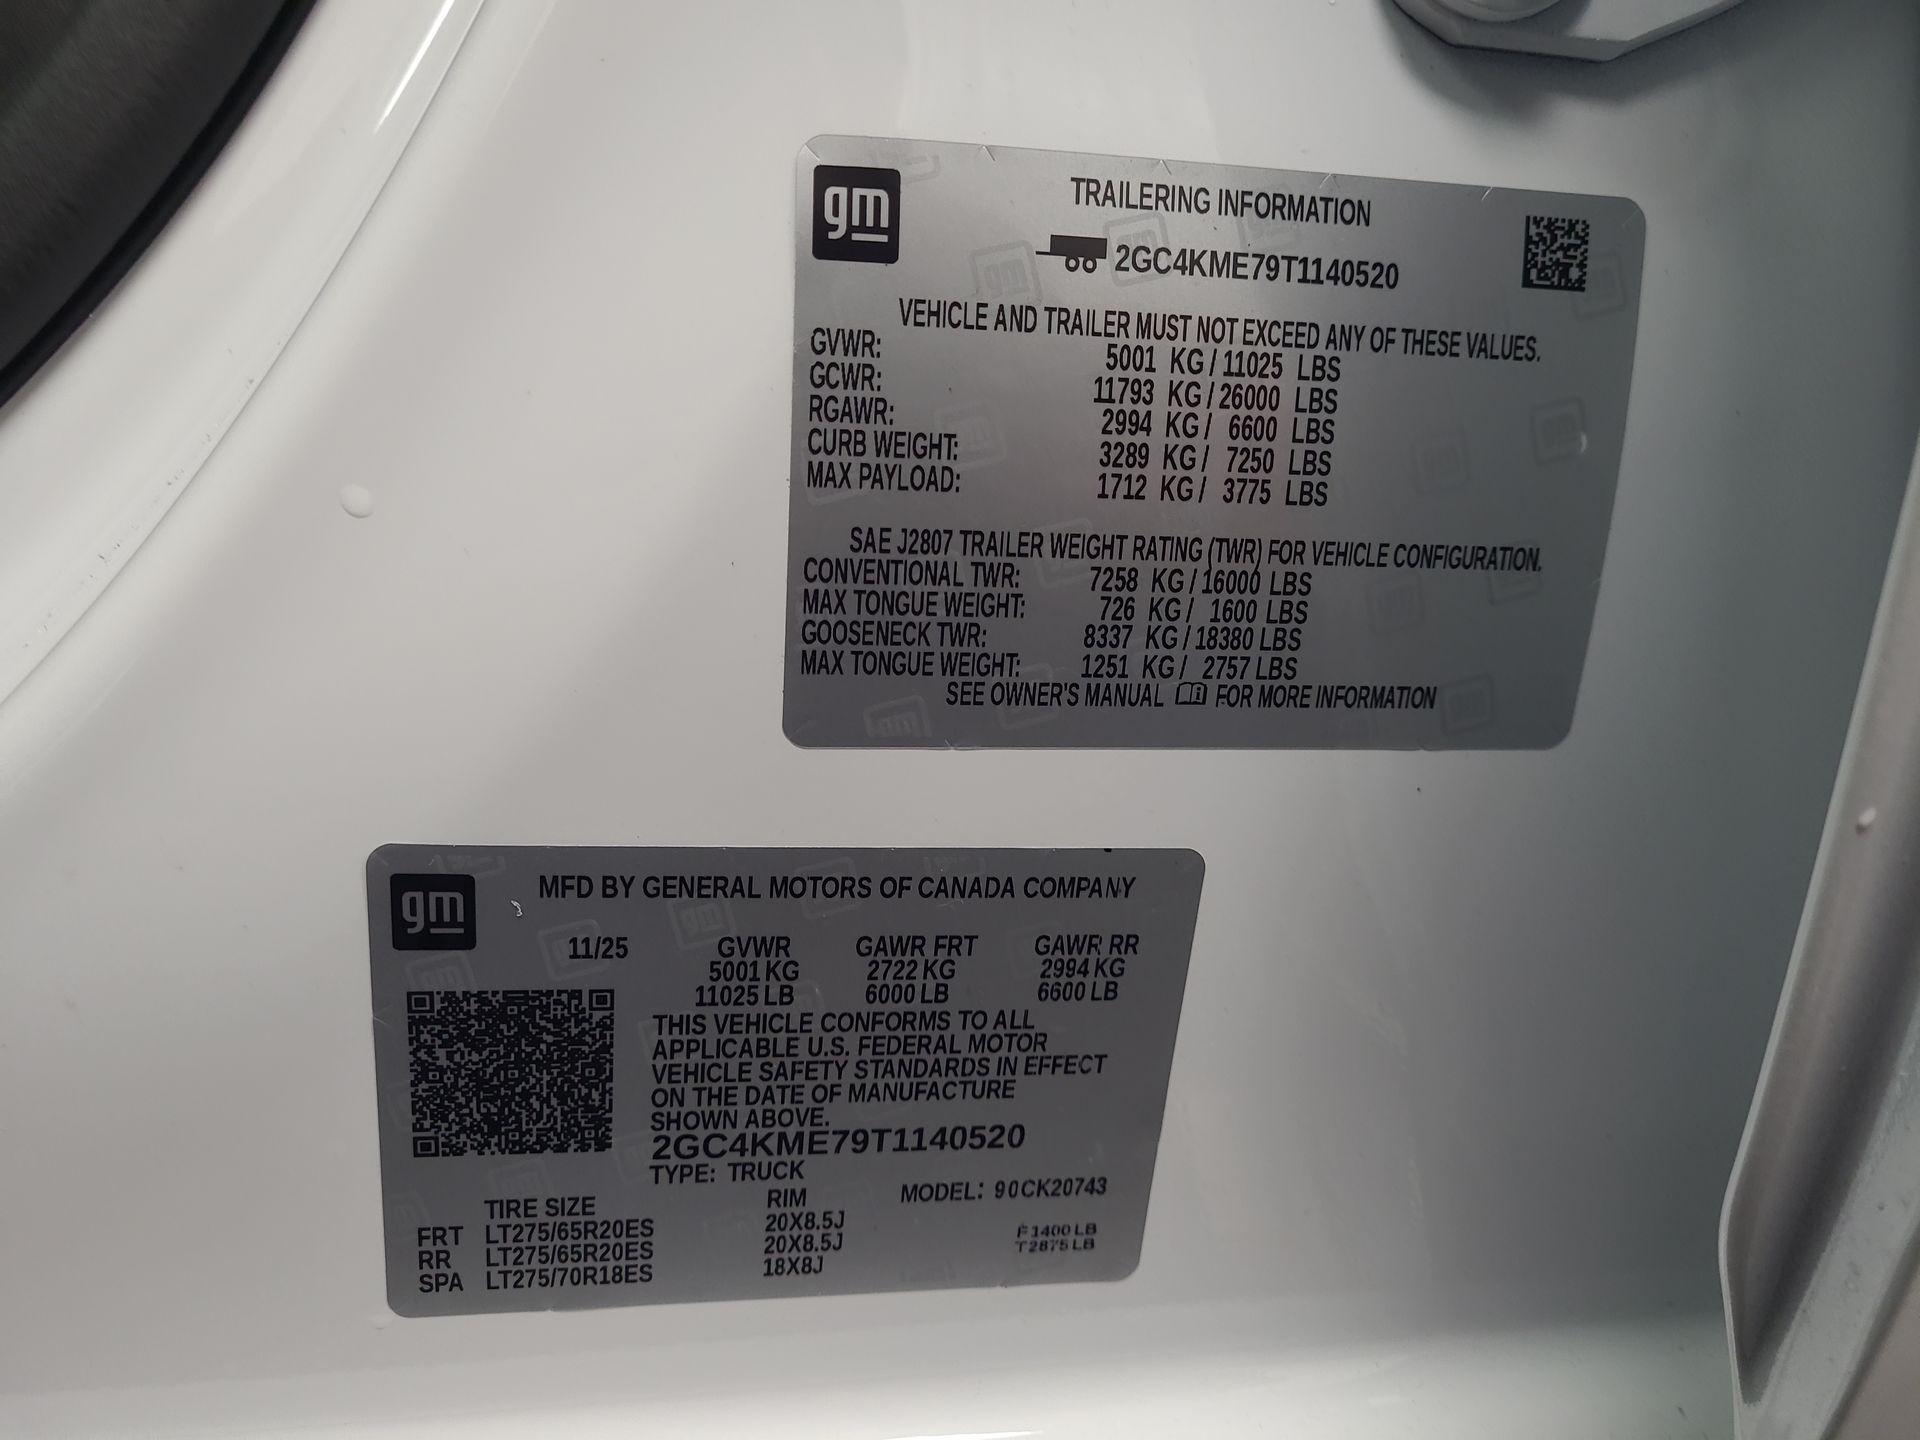 gm
TRAILERING INFORMATION
2GC4KME79T1140520
VEHICLE AND TRAILER MUST NOT EXCEED ANY OF THESE VALUES.
GVWR: 5001 KG / 11025 LBS
GCWR: 11793 KG / 26000 LBS
RGAWR: 2994 KG / 6600 LBS
CURB WEIGHT: 3289 KG / 7250 LBS
MAX PAYLOAD: 1712 KG / 3775 LBS
SAE J2807 TRAILER WEIGHT RATING (TWR) FOR VEHICLE CONFIGURATION.
CONVENTIONAL TWR: 7258 KG / 16000 LBS
MAX TONGUE WEIGHT: 726 KG / 1600 LBS
GOOSENECK TWR: 8337 KG / 18380 LBS
MAX TONGUE WEIGHT: 1251 KG / 2757 LBS
SEE OWNER'S MANUAL FOR MORE INFORMATION
gm
MFD BY GENERAL MOTORS OF CANADA COMPANY
11/25 GVWR GAWR FRT GAWR RR
5001 KG 2722 KG 2994 KG
11025 LB 6000 LB 6600 LB
THIS VEHICLE CONFORMS TO ALL
APPLICABLE U.S. FEDERAL MOTOR
VEHICLE SAFETY STANDARDS IN EFFECT
ON THE DATE OF MANUFACTURE
SHOWN ABOVE.
2GC4KME79T1140520
TYPE: TRUCK
TIRE SIZE RIM MODEL: 90CK20743
FRT LT275/65R20ES 20X8.5J F1400 LB
RR LT275/65R20ES 20X8.5J T2875 LB
SPA LT275/70R18ES 18X8J